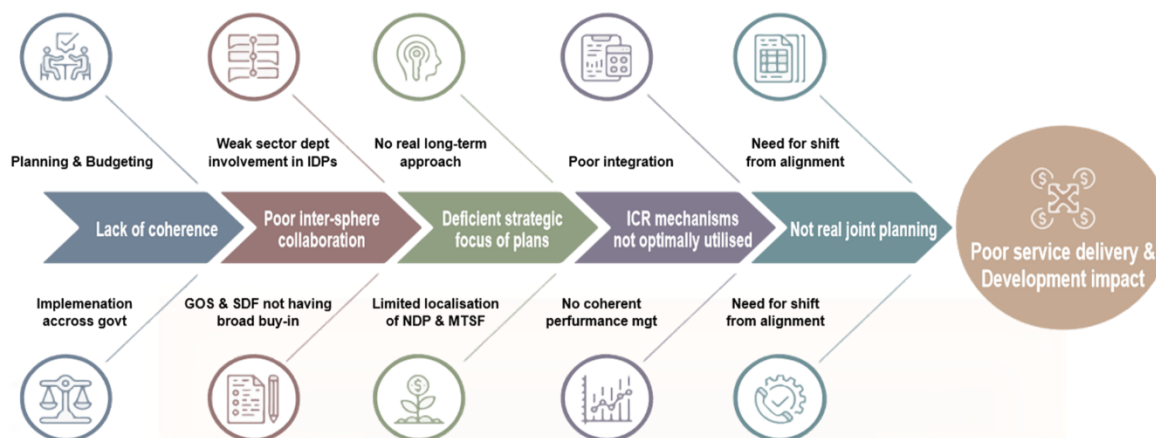 Planning & Budgeting
Weak sector dept
involvement in IDPs
No real long-term
approach
Poor integration
Need for shift
from alignment
Lack of coherence
Poor inter-sphere
collaboration
Deficient strategic
focus of plans
ICR mechanisms
not optimally utilised
Not real joint planning
Poor service delivery &
Development impact
Implemenation
accross govt
GOS & SDF not having
broad buy-in
Limited localisation
of NDP & MTSF
No coherent
perfurmance mgt
Need for shift
from alignment